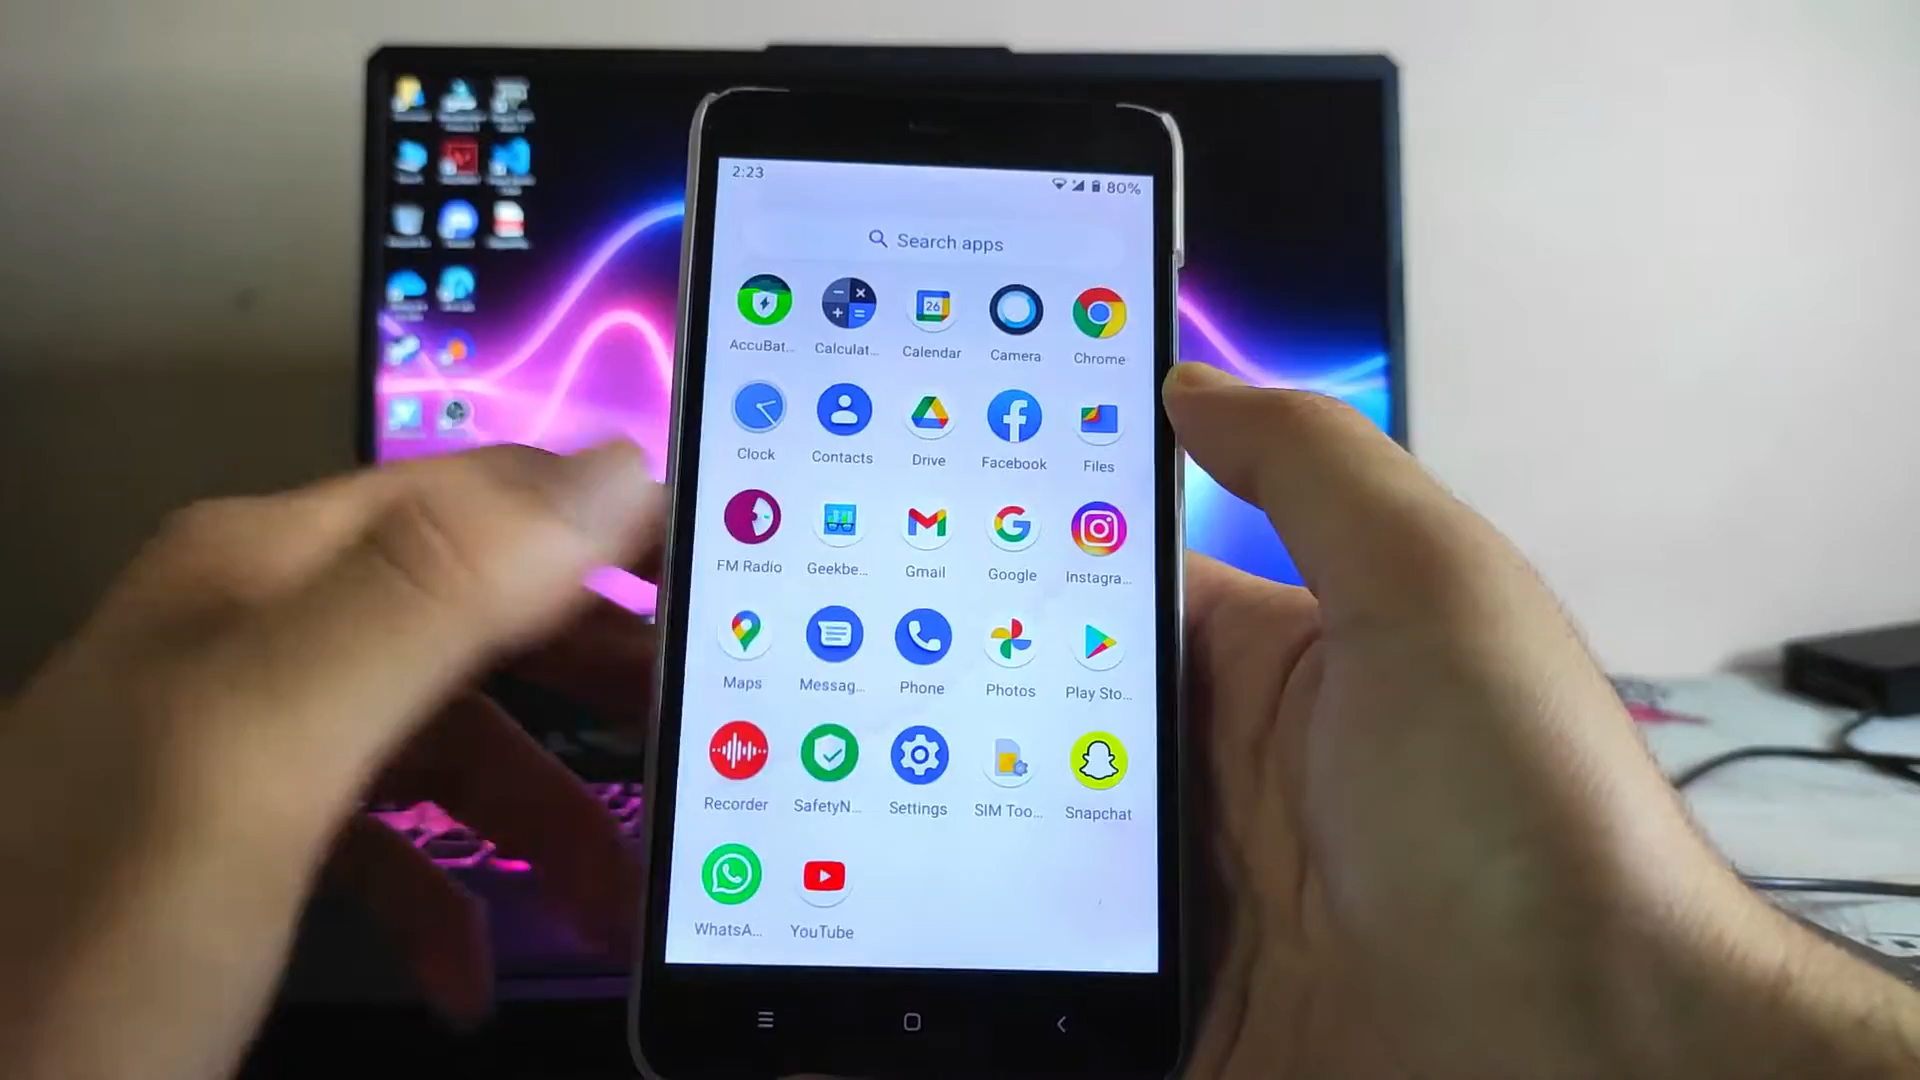 2:23 80%
Search apps
AccuBat... Calculat... Calendar Camera Chrome
26
Clock Contacts Drive Facebook Files
FM Radio Geekbe... Gmail Google Instagra...
Maps Messag... Phone Photos Play Sto...
Recorder SafetyN... Settings SIM Too... Snapchat
WhatsA... YouTube